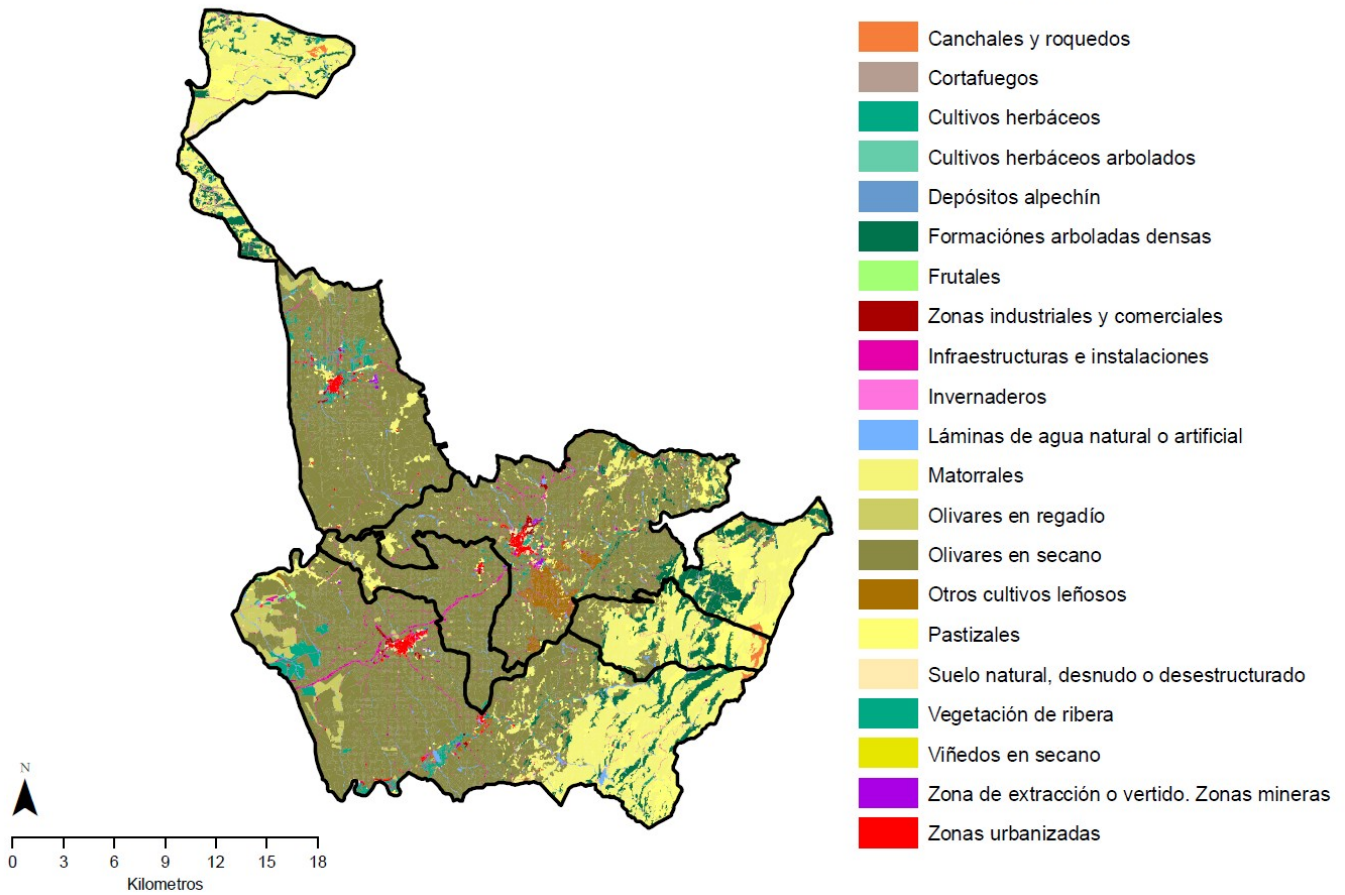 Canchales y roquedos
Cortafuegos
Cultivos herbáceos
Cultivos herbáceos arbolados
Depósitos alpechín
Formaciónes arboladas densas
Frutales
Zonas industriales y comerciales
Infraestructuras e instalaciones
Invernaderos
Láminas de agua natural o artificial
Matorrales
Olivares en regadío
Olivares en secano
Otros cultivos leñosos
Pastizales
Suelo natural, desnudo o desestructurado
Vegetación de ribera
Viñedos en secano
Zona de extracción o vertido. Zonas mineras
Zonas urbanizadas
N
0 3 6 9 12 15 18
Kilometros